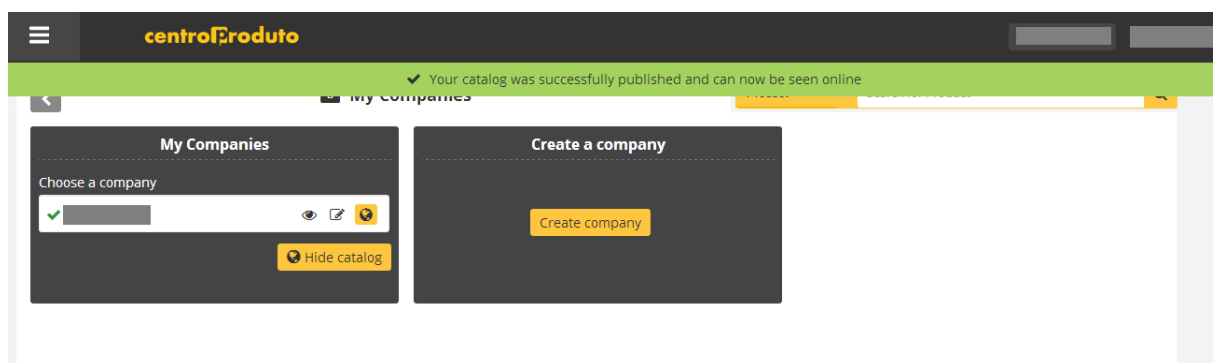 centroProduto
Your catalog was successfully published and can now be seen online
My Companies
My Companies
Create a company
Choose a company
Create company
Hide catalog